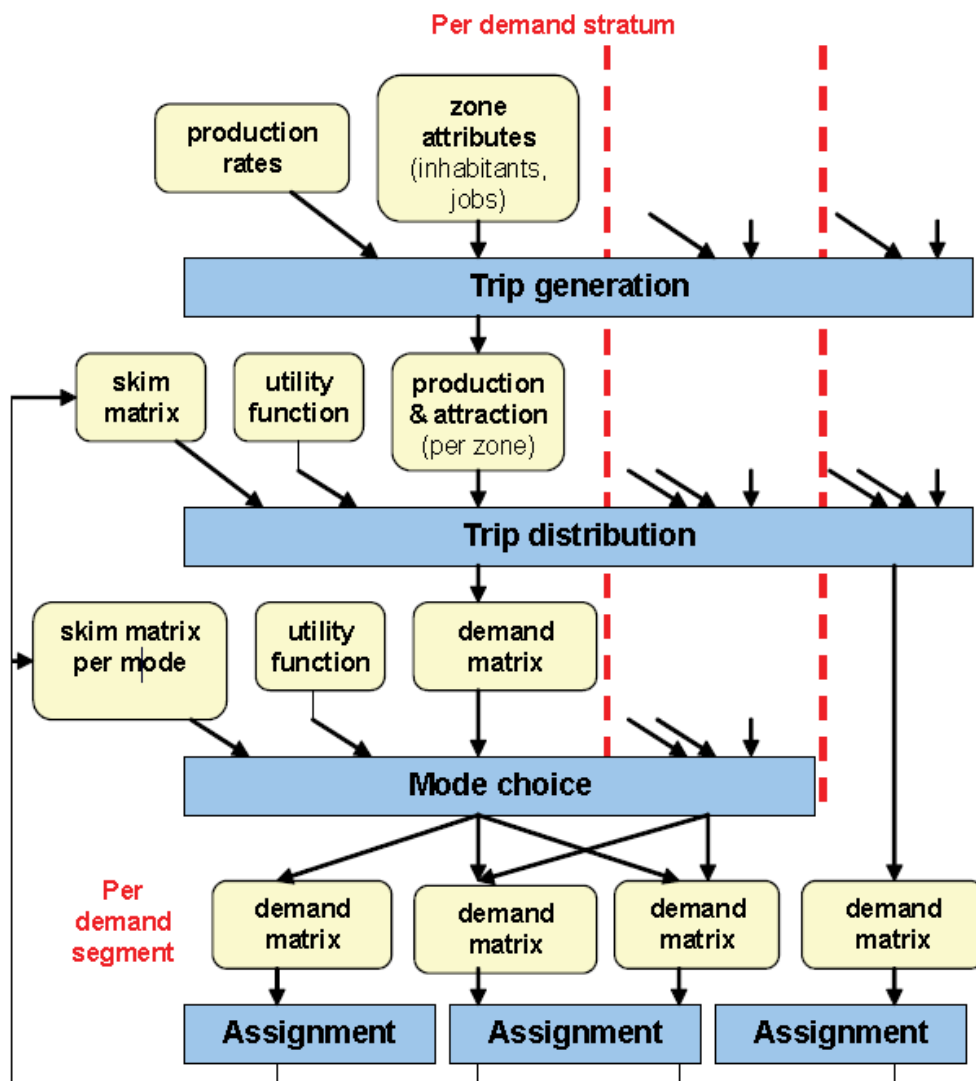 Per demand stratum
production
rates
zone
attributes
(inhabitants,
jobs)
Trip generation
skim
matrix
utility
function
production
& attraction
(per zone)
Trip distribution
skim matrix
per mode
utility
function
demand
matrix
Mode choice
Per
demand
segment
demand
matrix
demand
matrix
demand
matrix
demand
matrix
Assignment
Assignment
Assignment